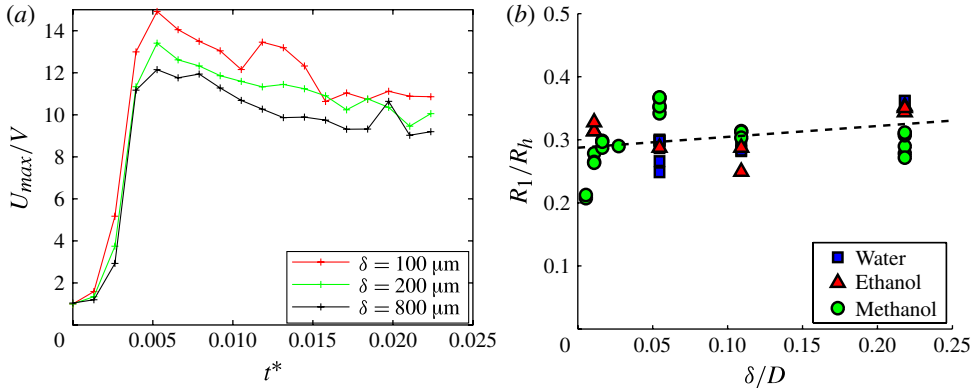 (a)
16
14
12
10
8
6
4
2
U_max/V
0
0.005
0.010
0.015
0.020
0.025
t*
δ = 100 μm
δ = 200 μm
δ = 800 μm
(b)
0.5
0.4
0.3
0.2
0.1
R_1/R_h
0
0.05
0.10
0.15
0.20
0.25
δ/D
Water
Ethanol
Methanol